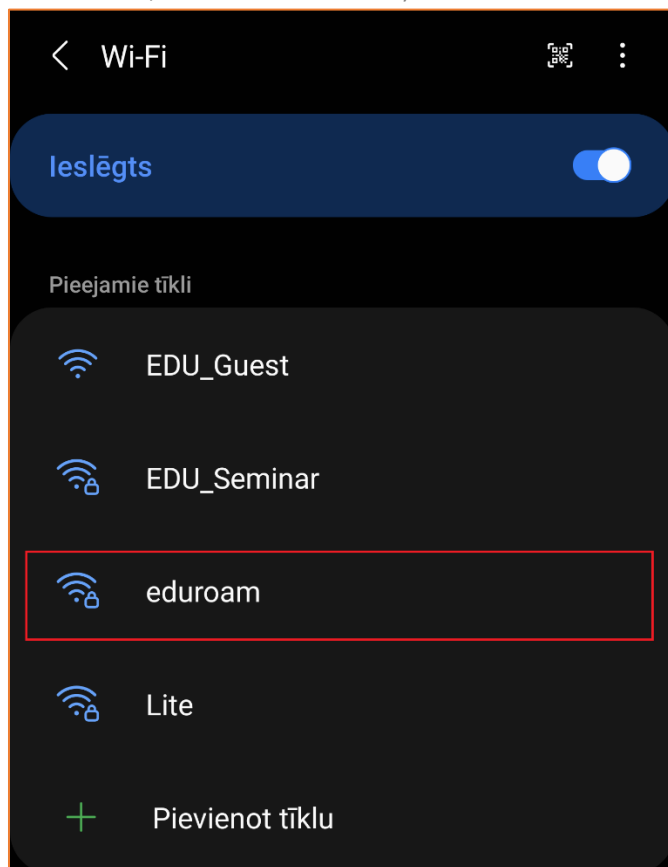 Wi-Fi
Ieslēgts
Pieejamie tīkli
EDU_Guest
EDU_Seminar
eduroam
Lite
Pievienot tīklu